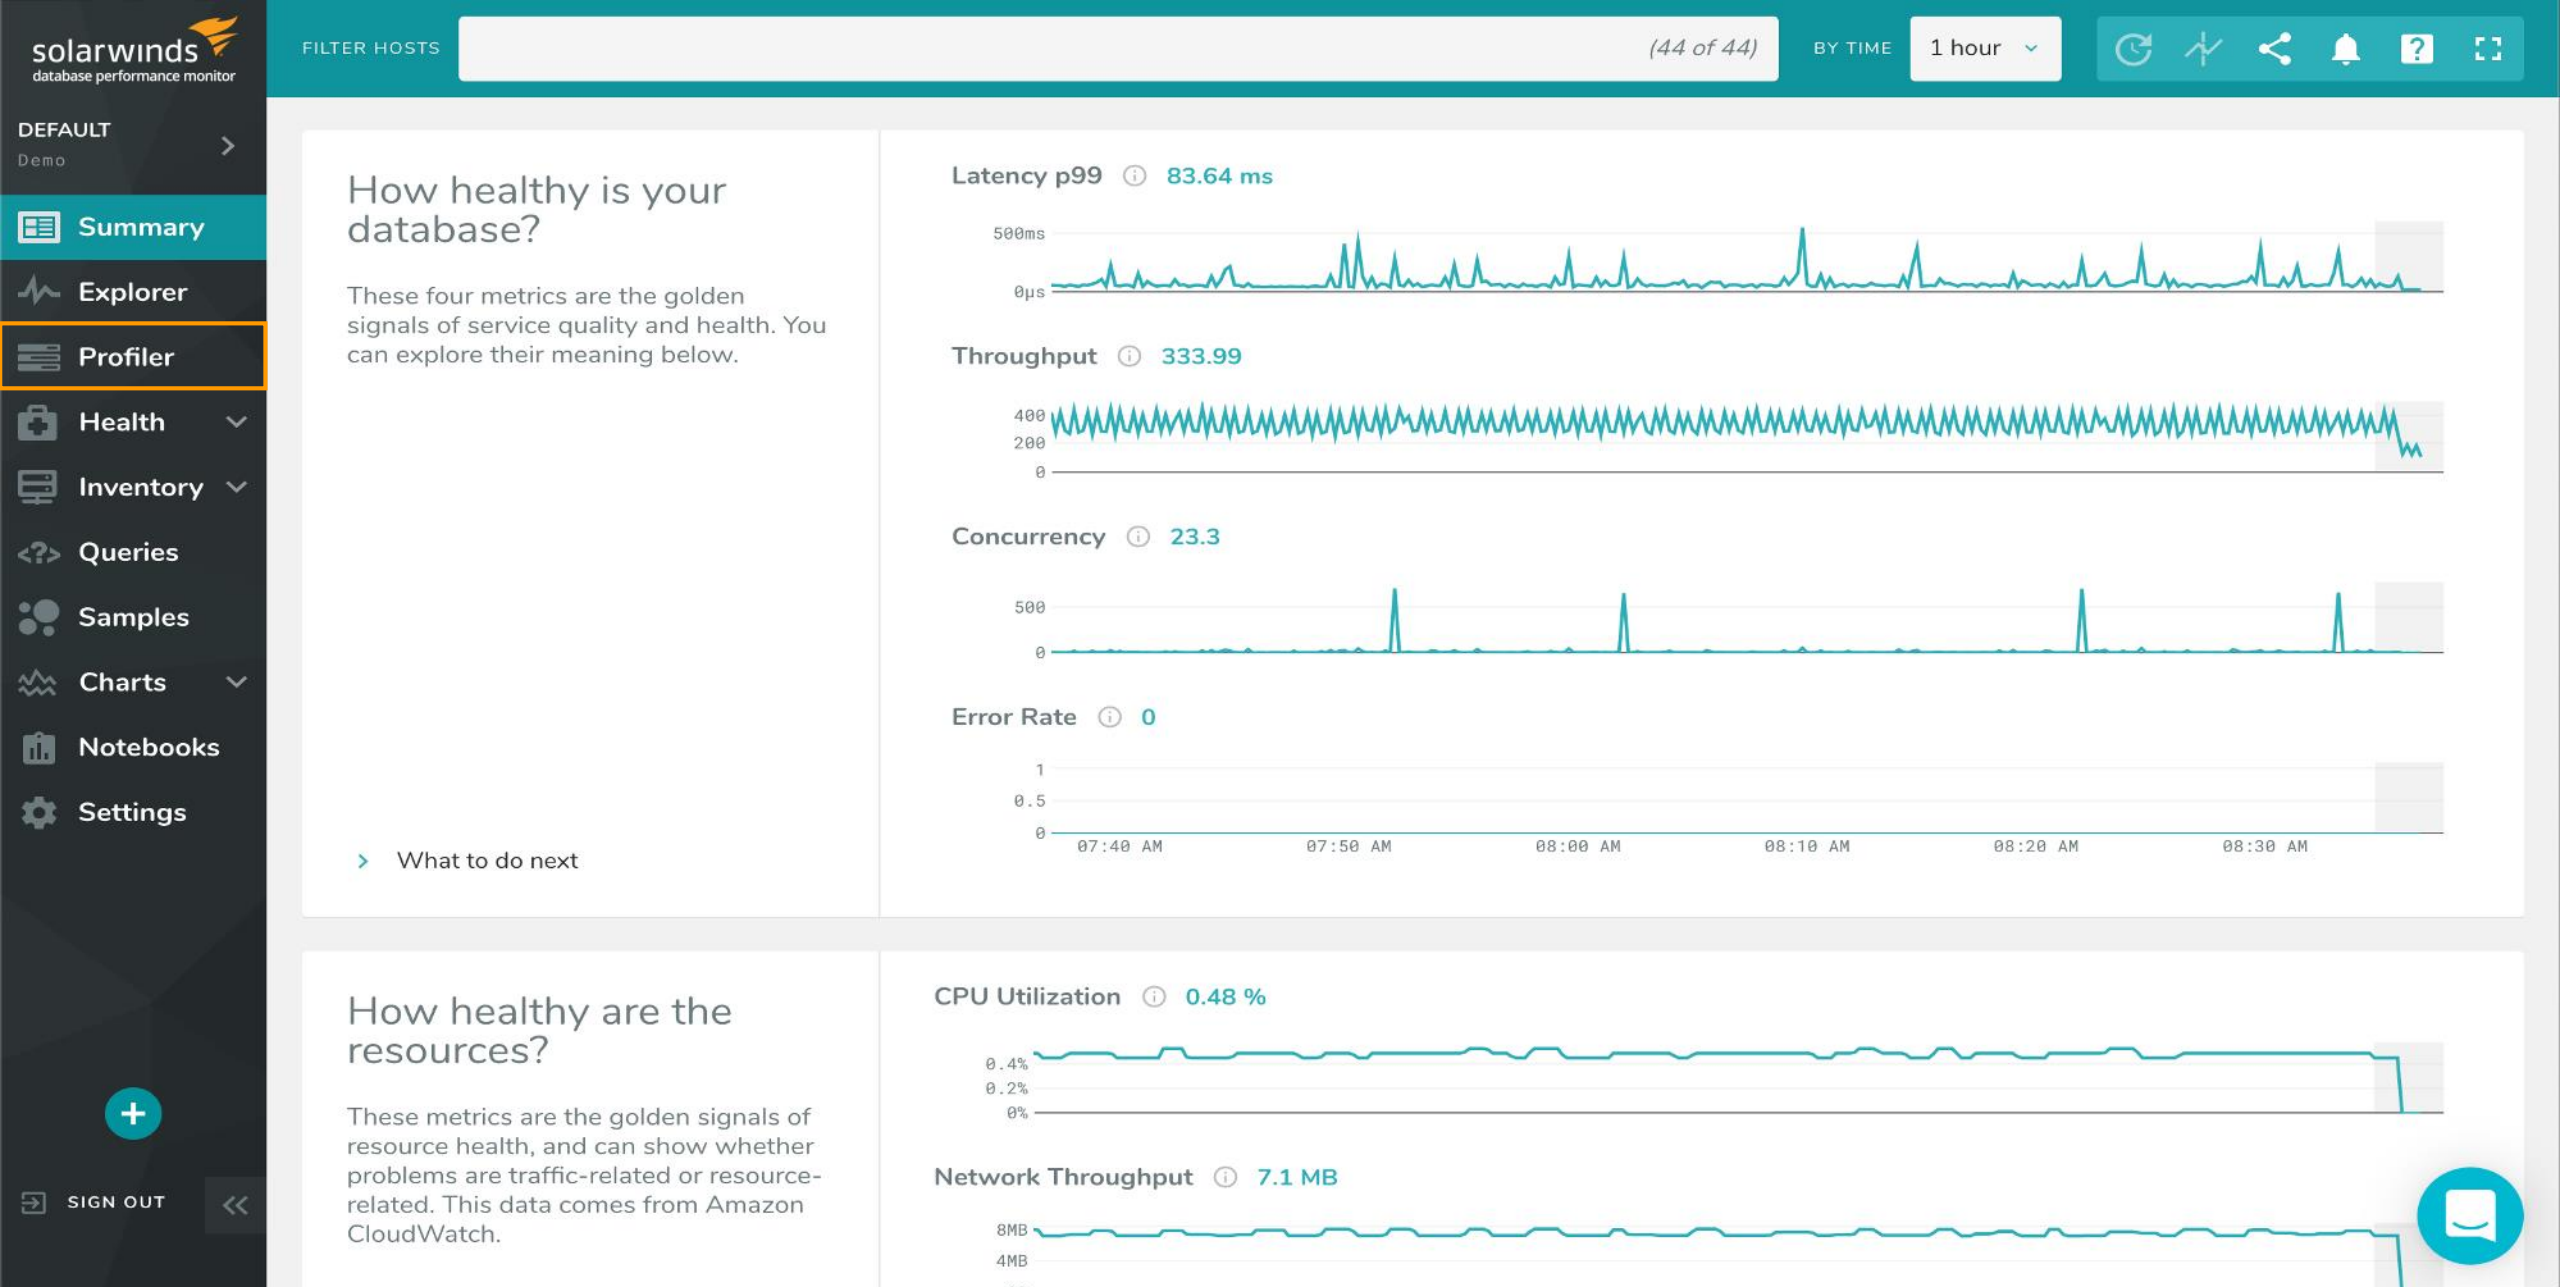 solarwinds
database performance monitor
FILTER HOSTS
(44 of 44)
BY TIME
1 hour
?
DEFAULT
Demo
Summary
Explorer
Profiler
Health
Inventory
<?> Queries
Samples
Charts
Notebooks
Settings
+
SIGN OUT
How healthy is your
database?
These four metrics are the golden
signals of service quality and health. You
can explore their meaning below.
What to do next
Latency p99 i 83.64 ms
500ms
0µs
Throughput i 333.99
400
200
0
Concurrency i 23.3
500
0
Error Rate i 0
1
0.5
0
07:40 AM 07:50 AM 08:00 AM 08:10 AM 08:20 AM 08:30 AM
How healthy are the
resources?
These metrics are the golden signals of
resource health, and can show whether
problems are traffic-related or resource-
related. This data comes from Amazon
CloudWatch.
CPU Utilization i 0.48 %
0.4%
0.2%
0%
Network Throughput i 7.1 MB
8MB
4MB